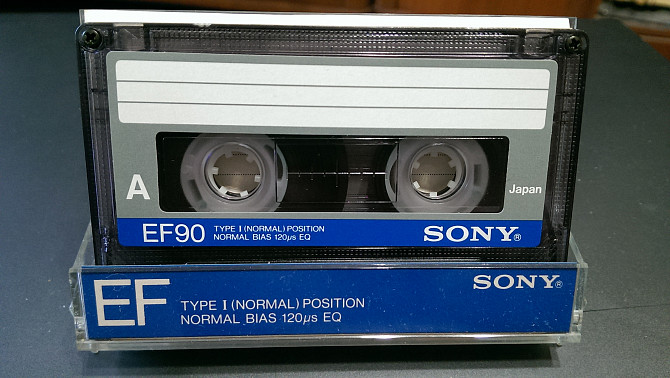 A
Japan
EF90 TYPE I (NORMAL) POSITION
NORMAL BIAS 120μs EQ
SONY®
EF
SONY®
TYPE I (NORMAL) POSITION
NORMAL BIAS 120μs EQ